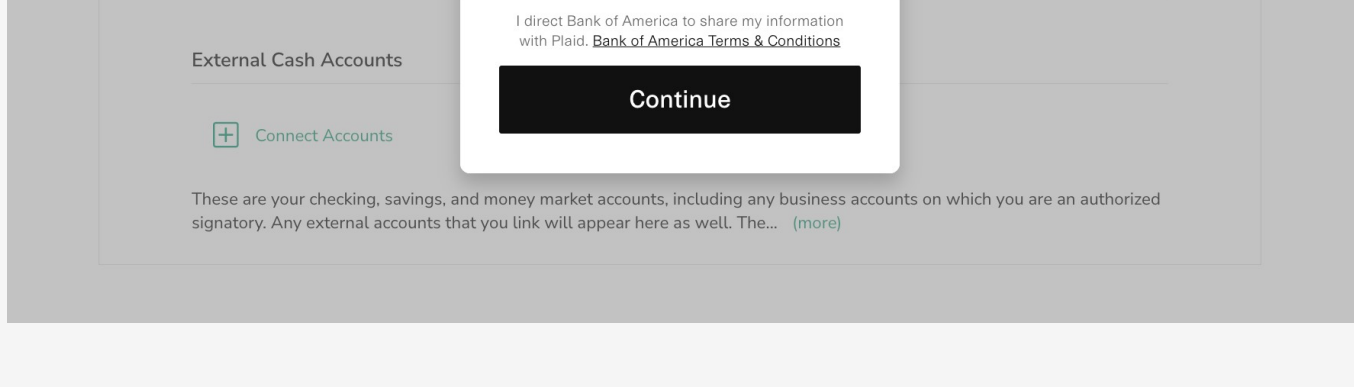 I direct Bank of America to share my information
with Plaid. Bank of America Terms & Conditions
External Cash Accounts
Continue
Connect Accounts
These are your checking, savings, and money market accounts, including any business accounts on which you are an authorized
signatory. Any external accounts that you link will appear here as well. The... (more)